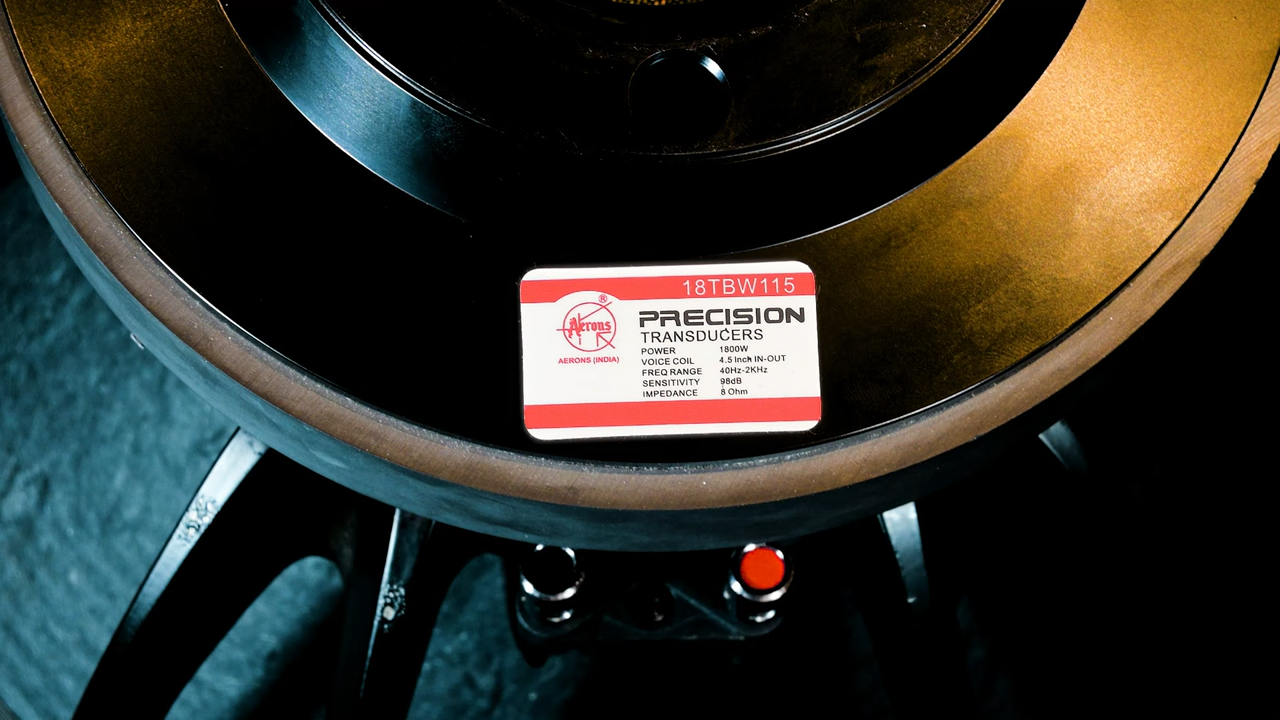 18TBW115
®
Aerons
AERONS (INDIA)
PRECISION
TRANSDUCERS
POWER 1800W
VOICE COIL 4.5 Inch IN-OUT
FREQ RANGE 40Hz-2KHz
SENSITIVITY 98dB
IMPEDANCE 8 Ohm